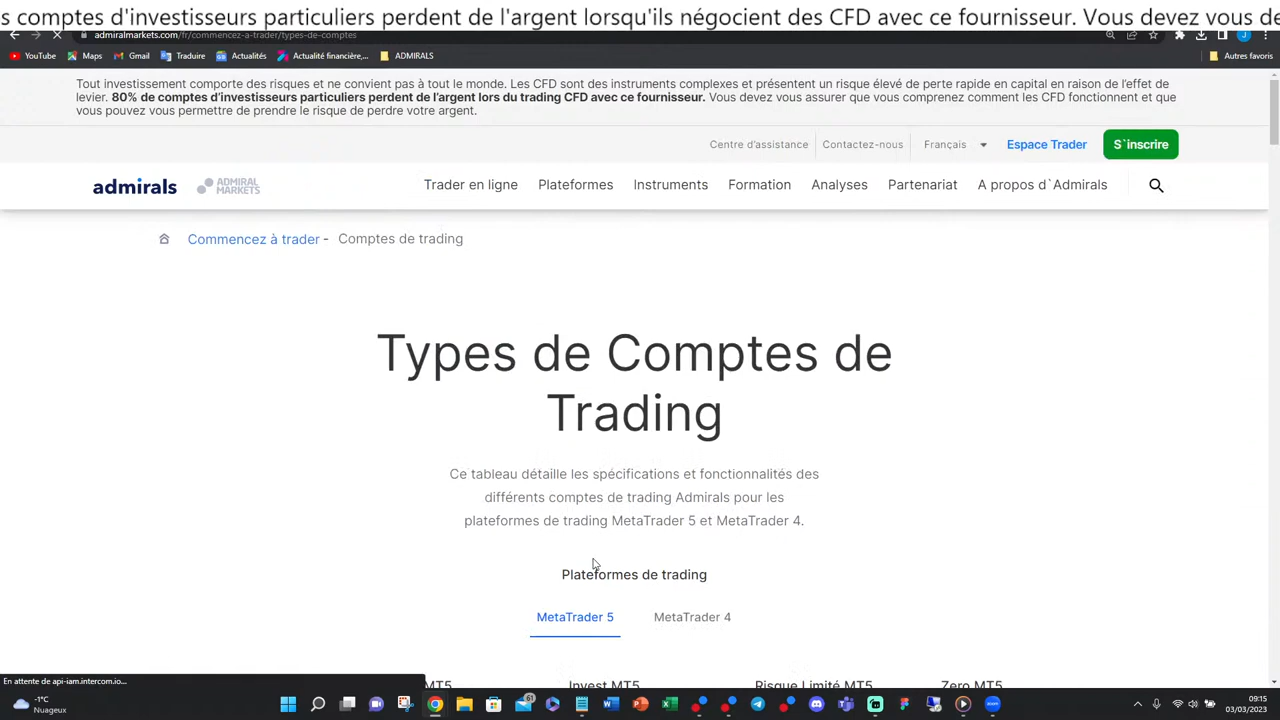 s comptes d'investisseurs particuliers perdent de l'argent lorsqu'ils négocient des CFD avec ce fournisseur. Vous devez vous de
admiralmarkets.com/fr/commencez-a-trader/types-de-comptes
YouTube Maps Gmail Traduire Actualités Actualité financière,... ADMIRALS Autres favoris
Tout investissement comporte des risques et ne convient pas à tout le monde. Les CFD sont des instruments complexes et présentent un risque élevé de perte rapide en capital en raison de l'effet de
levier. 80% de comptes d'investisseurs particuliers perdent de l'argent lors du trading CFD avec ce fournisseur. Vous devez vous assurer que vous comprenez comment les CFD fonctionnent et que
vous pouvez vous permettre de prendre le risque de perdre votre argent.
Centre d'assistance Contactez-nous Français Espace Trader S`inscrire
admirals ADMIRAL MARKETS Trader en ligne Plateformes Instruments Formation Analyses Partenariat A propos d`Admirals
Commencez à trader - Comptes de trading
Types de Comptes de
Trading
Ce tableau détaille les spécifications et fonctionnalités des
différents comptes de trading Admirals pour les
plateformes de trading MetaTrader 5 et MetaTrader 4.
Plateformes de trading
MetaTrader 5 MetaTrader 4
En attente de api-iam.intercom.io...
MT5 Invest MT5 Risque Limité MT5 Zero MT5
-1°C
Nuageux
61
09:15
03/03/2023